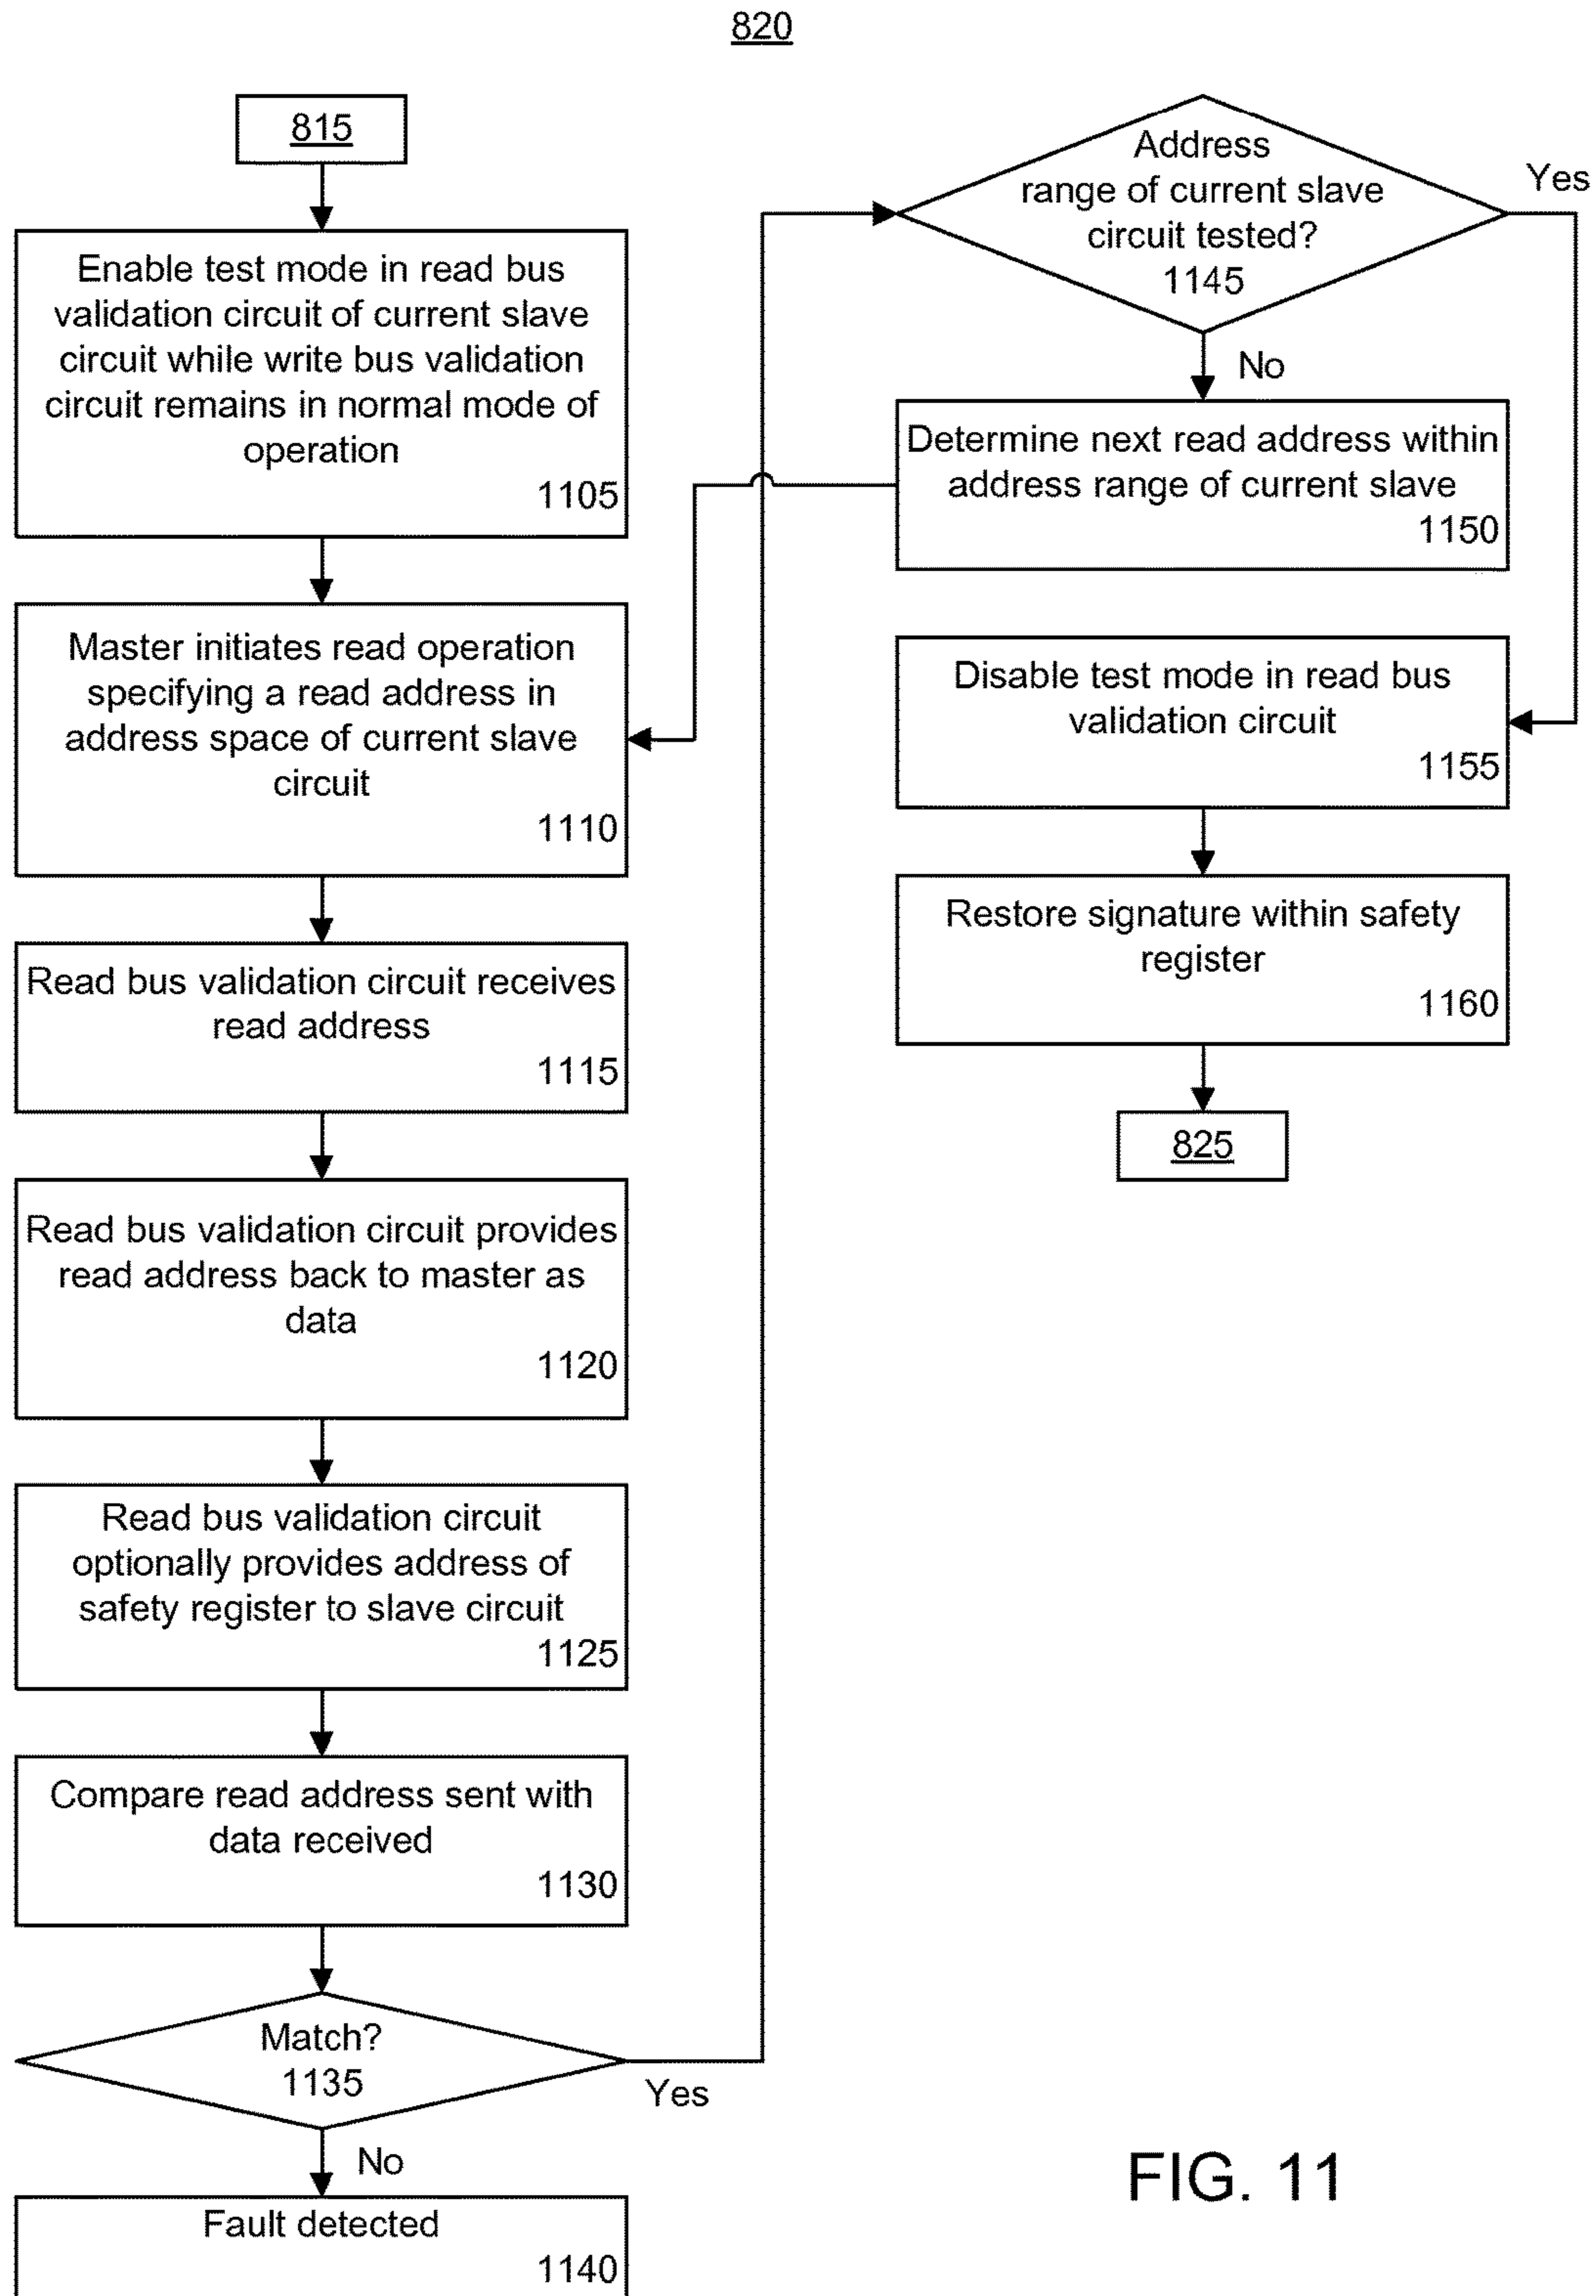 820
815
Enable test mode in read bus
validation circuit of current slave
circuit while write bus validation
circuit remains in normal mode of
operation
1105
Master initiates read operation
specifying a read address in
address space of current slave
circuit
1110
Read bus validation circuit receives
read address
1115
Read bus validation circuit provides
read address back to master as
data
1120
Read bus validation circuit
optionally provides address of
safety register to slave circuit
1125
Compare read address sent with
data received
1130
Match?
1135
Yes
No
Fault detected
1140
Address
range of current slave
circuit tested?
1145
Yes
No
Determine next read address within
address range of current slave
1150
Disable test mode in read bus
validation circuit
1155
Restore signature within safety
register
1160
825
FIG. 11